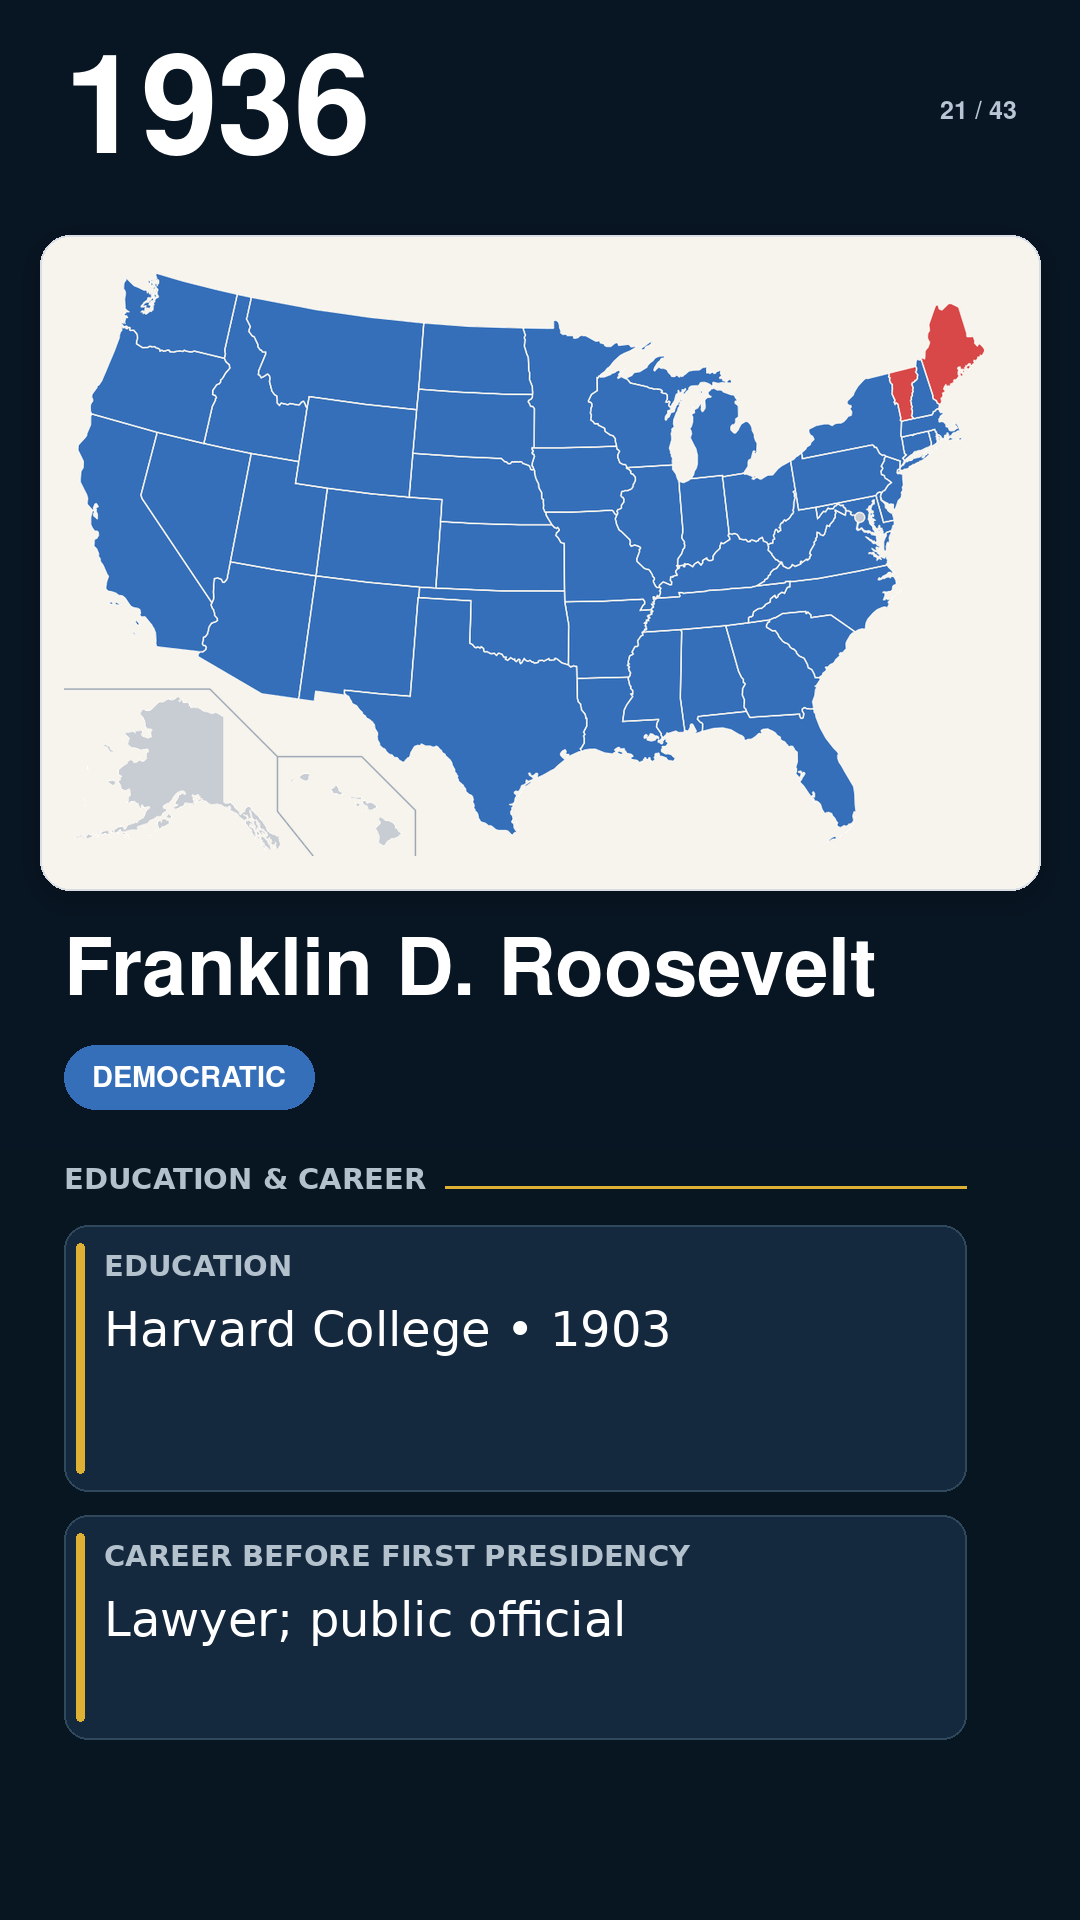 1936
21 / 43
Franklin D. Roosevelt
DEMOCRATIC
EDUCATION & CAREER
EDUCATION
Harvard College • 1903
CAREER BEFORE FIRST PRESIDENCY
Lawyer; public official